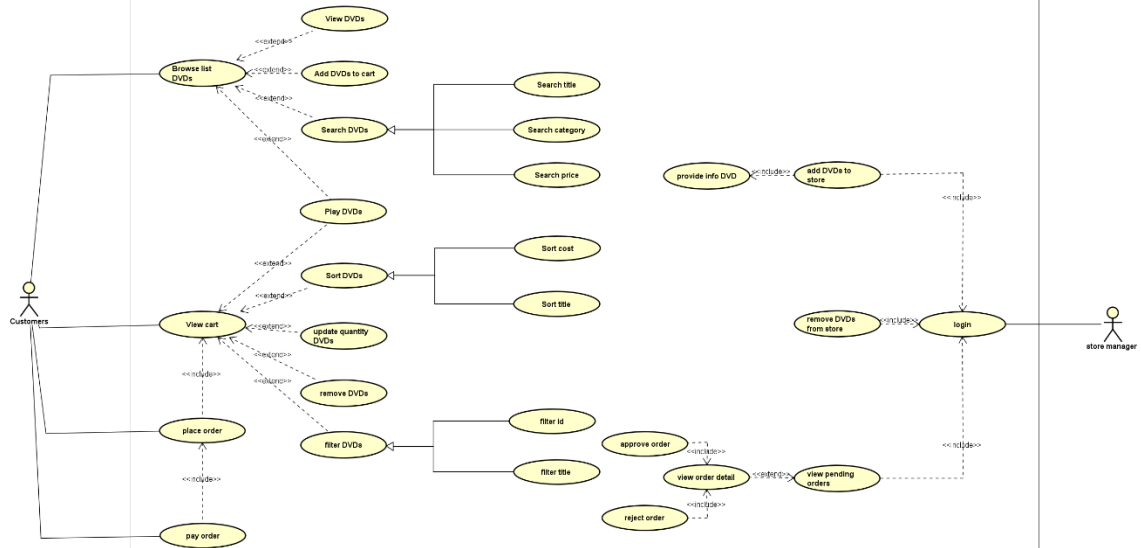 View DVDs
<<extend>>
Browse list
DVDs
<<extend>>
Add DVDs to cart
<<extend>>
Search DVDs
<<extend>>
Search title
Search category
Search price
Play DVDs
<<extend>>
Sort DVDs
<<extend>>
Sort cost
Sort title
Customers
View cart
<<extend>>
update quantity
DVDs
<<extend>>
remove DVDs
<<extend>>
filter DVDs
filter id
filter title
<<include>>
place order
<<include>>
pay order
provide info DVD
<<include>>
add DVDs to
store
<<include>>
remove DVDs
from store
<<include>>
login
store manager
<<include>>
approve order
<<include>>
view order detail
<<extend>>
view pending
orders
<<include>>
reject order